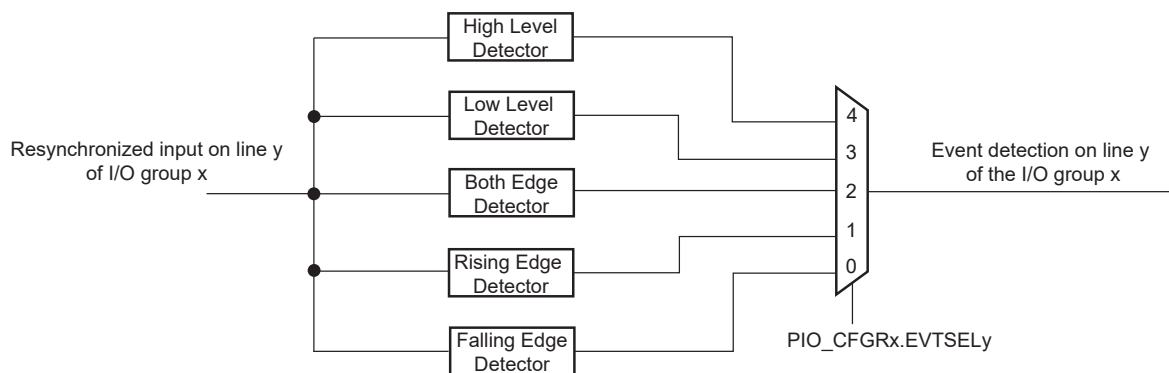 High Level
Detector
Low Level
Detector
Resynchronized input on line y
of I/O group x
Both Edge
Detector
Rising Edge
Detector
Falling Edge
Detector
4
3
2
1
0
Event detection on line y
of the I/O group x
PIO_CFGRx.EVTSELy